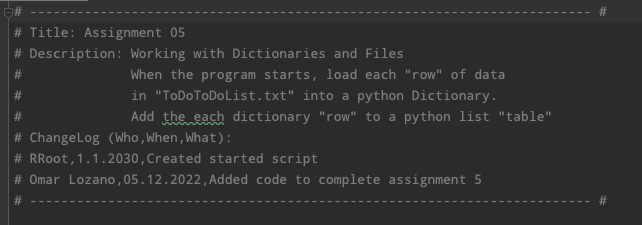 # ------------------------------------------------------------------------ #
# Title: Assignment 05
# Description: Working with Dictionaries and Files
#              When the program starts, load each "row" of data
#              in "ToDoToDoList.txt" into a python Dictionary.
#              Add the each dictionary "row" to a python list "table"
# ChangeLog (Who,When,What):
# RRoot,1.1.2030,Created started script
# Omar Lozano,05.12.2022,Added code to complete assignment 5
# ------------------------------------------------------------------------ #